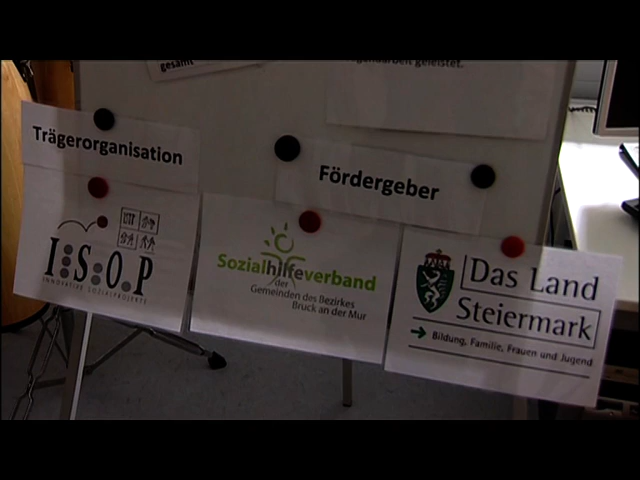 gesamt
geleistet.
Trägerorganisation
Fördergeber
I:S:O:P
INNOVATIVE SOZIALPROJEKTE
Sozialhilfeverband
der
Gemeinden des Bezirkes
Bruck an der Mur
Das Land
Steiermark
→ Bildung, Familie, Frauen und Jugend